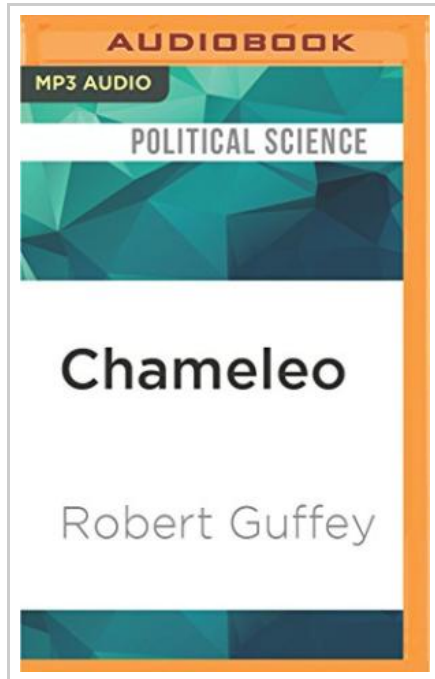 AUDIOBOOK
MP3 AUDIO
POLITICAL SCIENCE
Chameleo
Robert Guffey